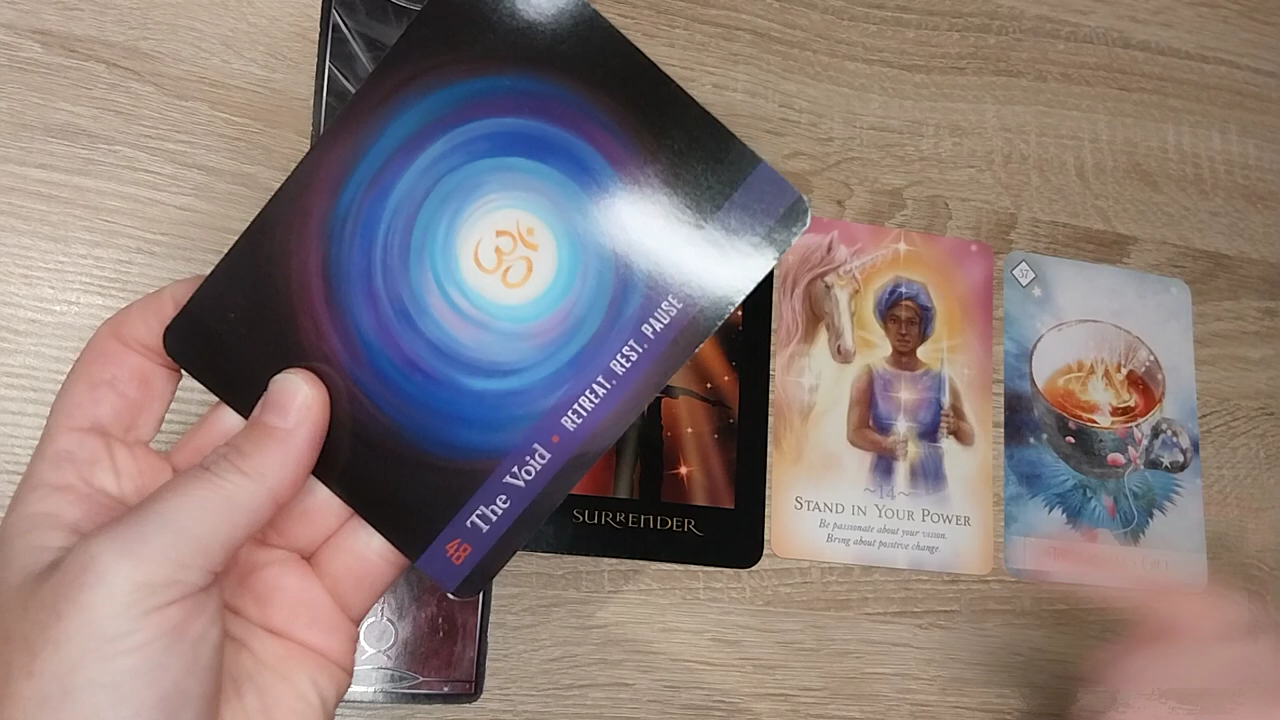 ॐ
48 The Void • RETREAT, REST, PAUSE
SURRENDER
~14~
STAND IN YOUR POWER
Be passionate about your vision.
Bring about positive change.
37